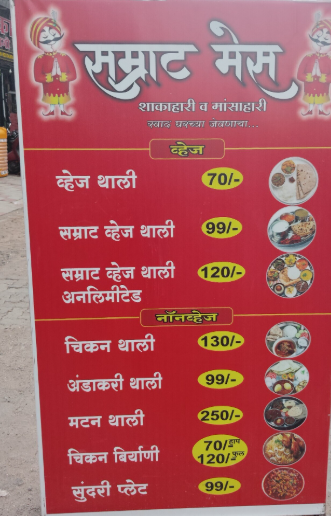 सम्राट मेस
शाकाहारी व मांसाहारी
स्वाद घरच्या जेवणाचा...
व्हेज
व्हेज थाली 70/-
सम्राट व्हेज थाली 99/-
सम्राट व्हेज थाली 120/-
अनलिमीटेड
नॉनव्हेज
चिकन थाली 130/-
अंडाकरी थाली 99/-
मटन थाली 250/-
चिकन बिर्याणी 70/-हाफ
120/-फुल
सुंदरी प्लेट 99/-